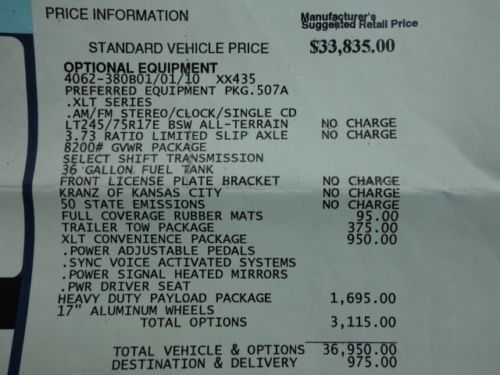 PRICE INFORMATION Manufacturer's
Suggested Retail Price
STANDARD VEHICLE PRICE $33,835.00
OPTIONAL EQUIPMENT
4062-380B01/01/10 XX435
PREFERRED EQUIPMENT PKG.507A
.XLT SERIES
.AM/FM STEREO/CLOCK/SINGLE CD
LT245/75R17E BSW ALL-TERRAIN NO CHARGE
3.73 RATIO LIMITED SLIP AXLE NO CHARGE
8200# GVWR PACKAGE
SELECT SHIFT TRANSMISSION
36 GALLON FUEL TANK
FRONT LICENSE PLATE BRACKET NO CHARGE
KRANZ OF KANSAS CITY NO CHARGE
50 STATE EMISSIONS NO CHARGE
FULL COVERAGE RUBBER MATS 95.00
TRAILER TOW PACKAGE 375.00
XLT CONVENIENCE PACKAGE 950.00
.POWER ADJUSTABLE PEDALS
.SYNC VOICE ACTIVATED SYSTEMS
.POWER SIGNAL HEATED MIRRORS
.PWR DRIVER SEAT
HEAVY DUTY PAYLOAD PACKAGE 1,695.00
17" ALUMINUM WHEELS
TOTAL OPTIONS 3,115.00
TOTAL VEHICLE & OPTIONS 36,950.00
DESTINATION & DELIVERY 975.00